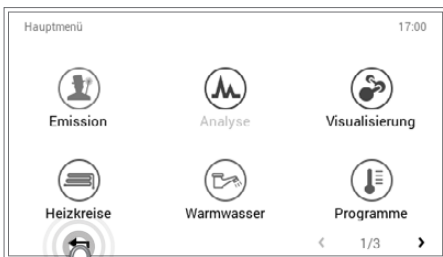 Hauptmenü 17:00
Emission Analyse Visualisierung
Heizkreise Warmwasser Programme
< 1/3 >